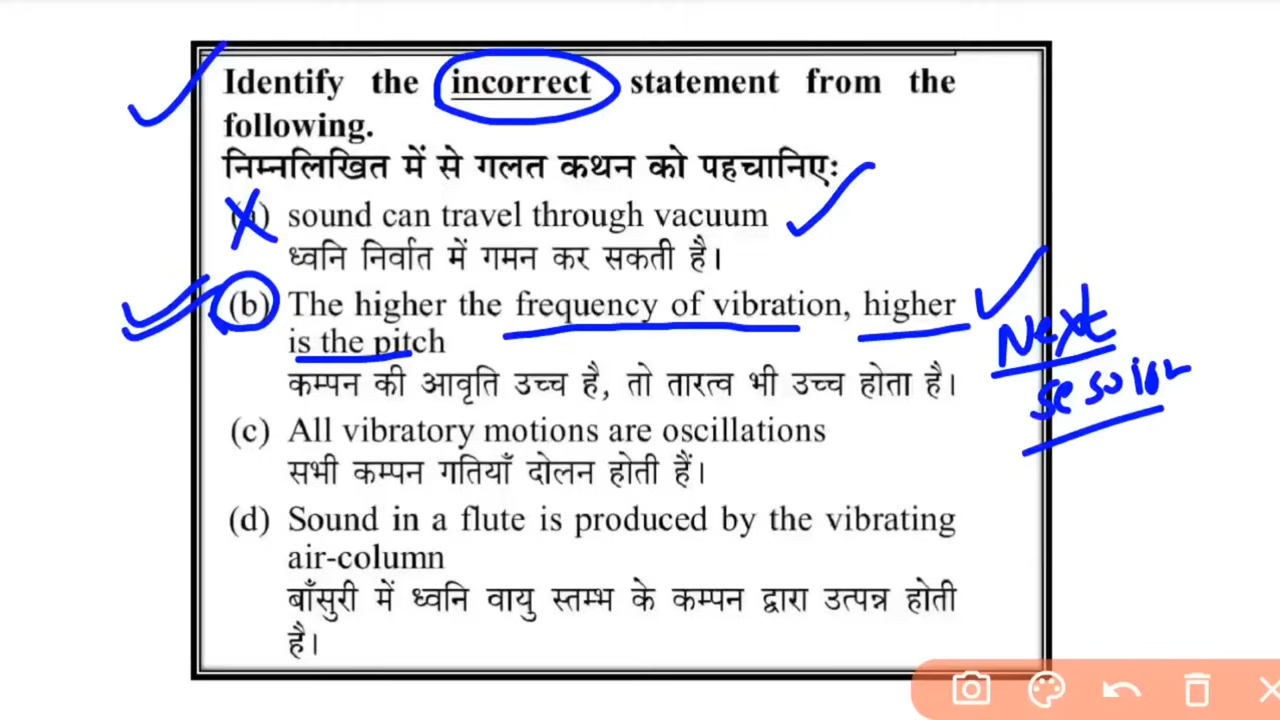 Identify the incorrect statement from the
following.
निम्नलिखित में से गलत कथन को पहचानिए:
(a) sound can travel through vacuum
ध्वनि निर्वात में गमन कर सकती है।
(b) The higher the frequency of vibration, higher
is the pitch
कम्पन की आवृति उच्च है, तो तारत्व भी उच्च होता है।
Next
sesion
(c) All vibratory motions are oscillations
सभी कम्पन गतियाँ दोलन होती हैं।
(d) Sound in a flute is produced by the vibrating
air-column
बाँसुरी में ध्वनि वायु स्तम्भ के कम्पन द्वारा उत्पन्न होती
है।